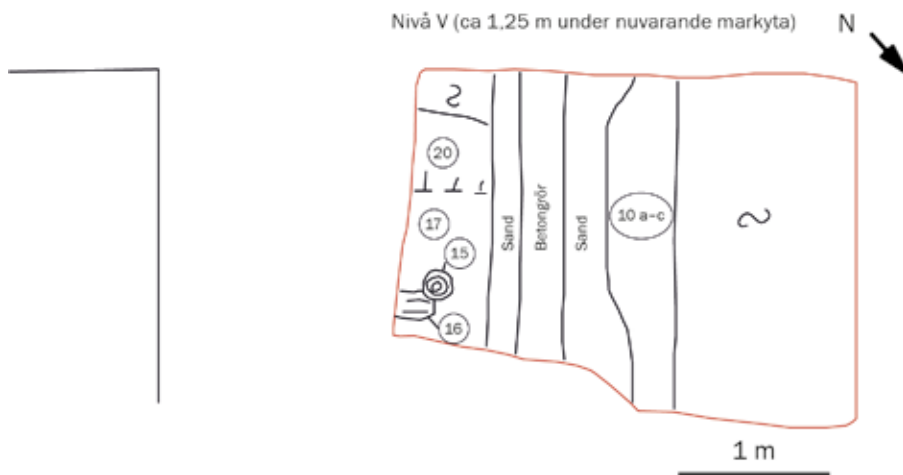 Nivå V (ca 1,25 m under nuvarande markyta)
N
20
17
15
16
Sand
Betongrör
Sand
10 a–c
1 m